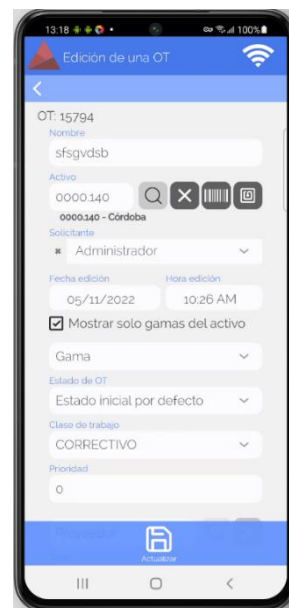 13:18 100%
Edición de una OT
OT: 15794
Nombre
sfsgvdsb
Activo
0000.140
0000.140 - Córdoba
Solicitante
Administrador
Fecha edición Hora edición
05/11/2022 10:26 AM
Mostrar solo gamas del activo
Gama
Estado de OT
Estado inicial por defecto
Clase de trabajo
CORRECTIVO
Prioridad
0
Actualizar